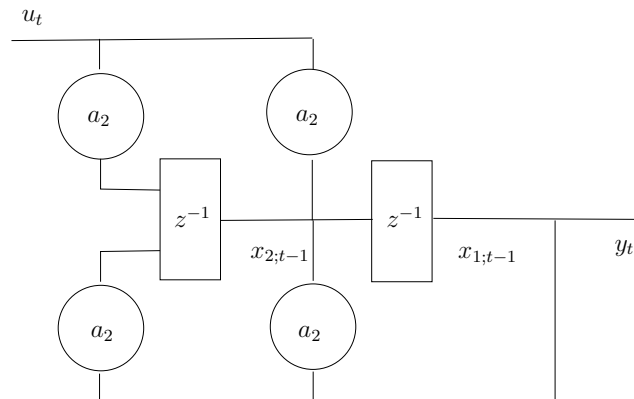 u_t
a_2
a_2
z^{-1}
z^{-1}
x_{2;t-1}
x_{1;t-1}
y_t
a_2
a_2